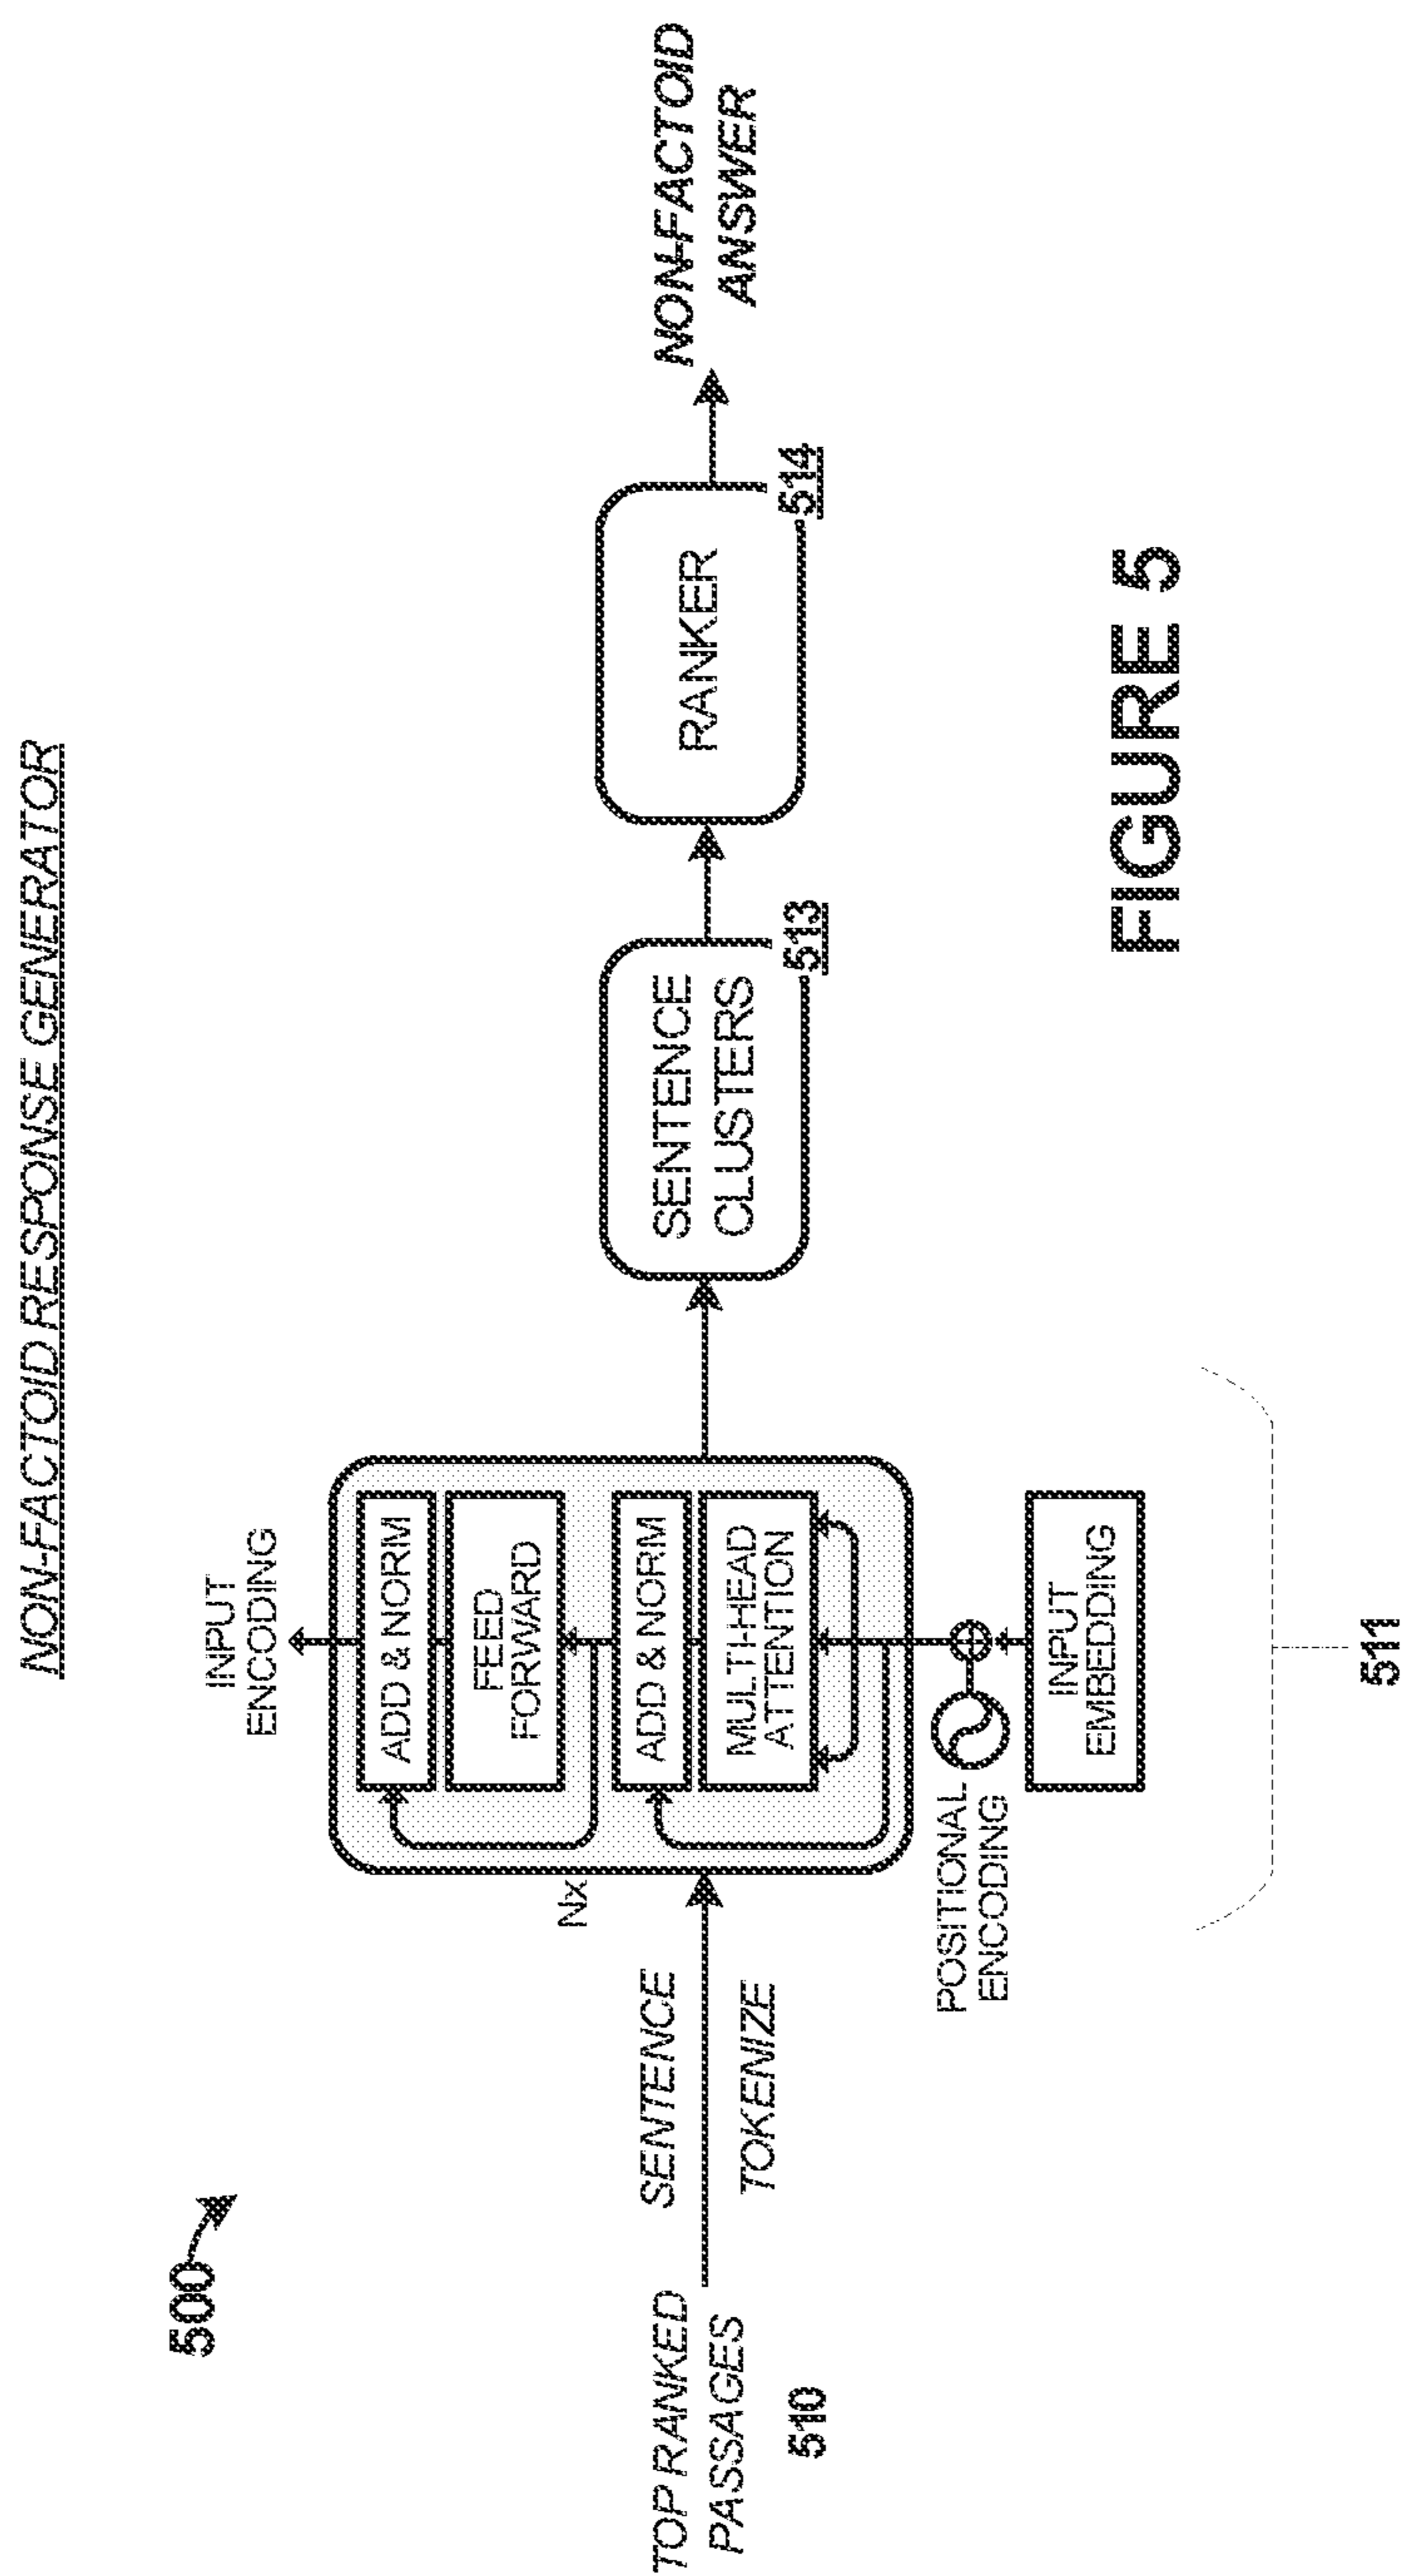 NON-FACTOID RESPONSE GENERATOR
500
TOP RANKED
PASSAGES
510
SENTENCE
TOKENIZE
Nx
INPUT
ENCODING
ADD & NORM
FEED
FORWARD
ADD & NORM
MULTI-HEAD
ATTENTION
POSITIONAL
ENCODING
INPUT
EMBEDDING
511
SENTENCE
CLUSTERS
513
RANKER
514
NON-FACTOID
ANSWER
FIGURE 5